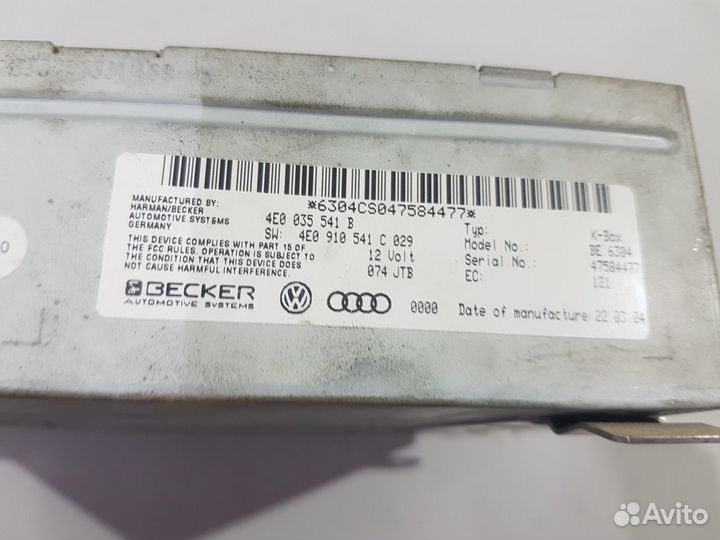 *6304CS047584477*
MANUFACTURED BY:
HARMAN/BECKER
AUTOMOTIVE SYSTEMS
GERMANY
4E0 035 541 B
SW: 4E0 910 541 C 029
Typ: K-Box
Model No.: BE 6304
Serial No.: 47584477
EC: 121
THIS DEVICE COMPLIES WITH PART 15 OF
THE FCC RULES. OPERATION IS SUBJECT TO
THE CONDITION THAT THIS DEVICE DOES
NOT CAUSE HARMFUL INTERFERENCE.
12 Volt
074 JTB
BECKER
AUTOMOTIVE SYSTEMS
0000
Date of manufacture: 22.03.04
Avito